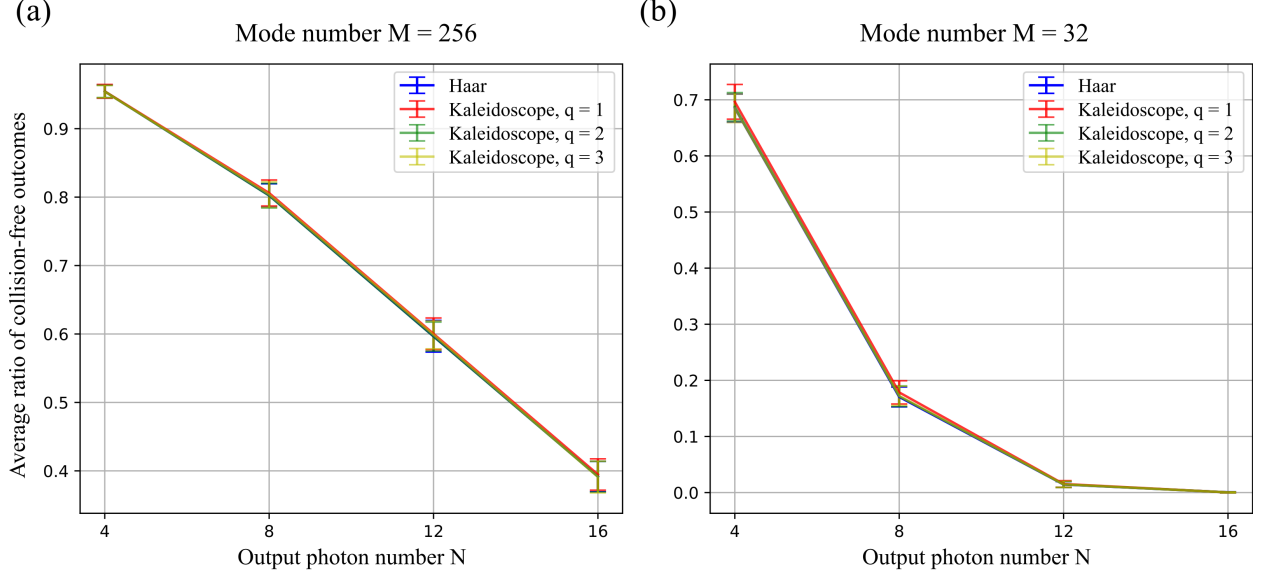 (a)
Mode number M = 256
Average ratio of collision-free outcomes
0.9
0.8
0.7
0.6
0.5
0.4
4
8
12
16
Output photon number N
Haar
Kaleidoscope, q = 1
Kaleidoscope, q = 2
Kaleidoscope, q = 3
(b)
Mode number M = 32
0.7
0.6
0.5
0.4
0.3
0.2
0.1
0.0
4
8
12
16
Output photon number N
Haar
Kaleidoscope, q = 1
Kaleidoscope, q = 2
Kaleidoscope, q = 3